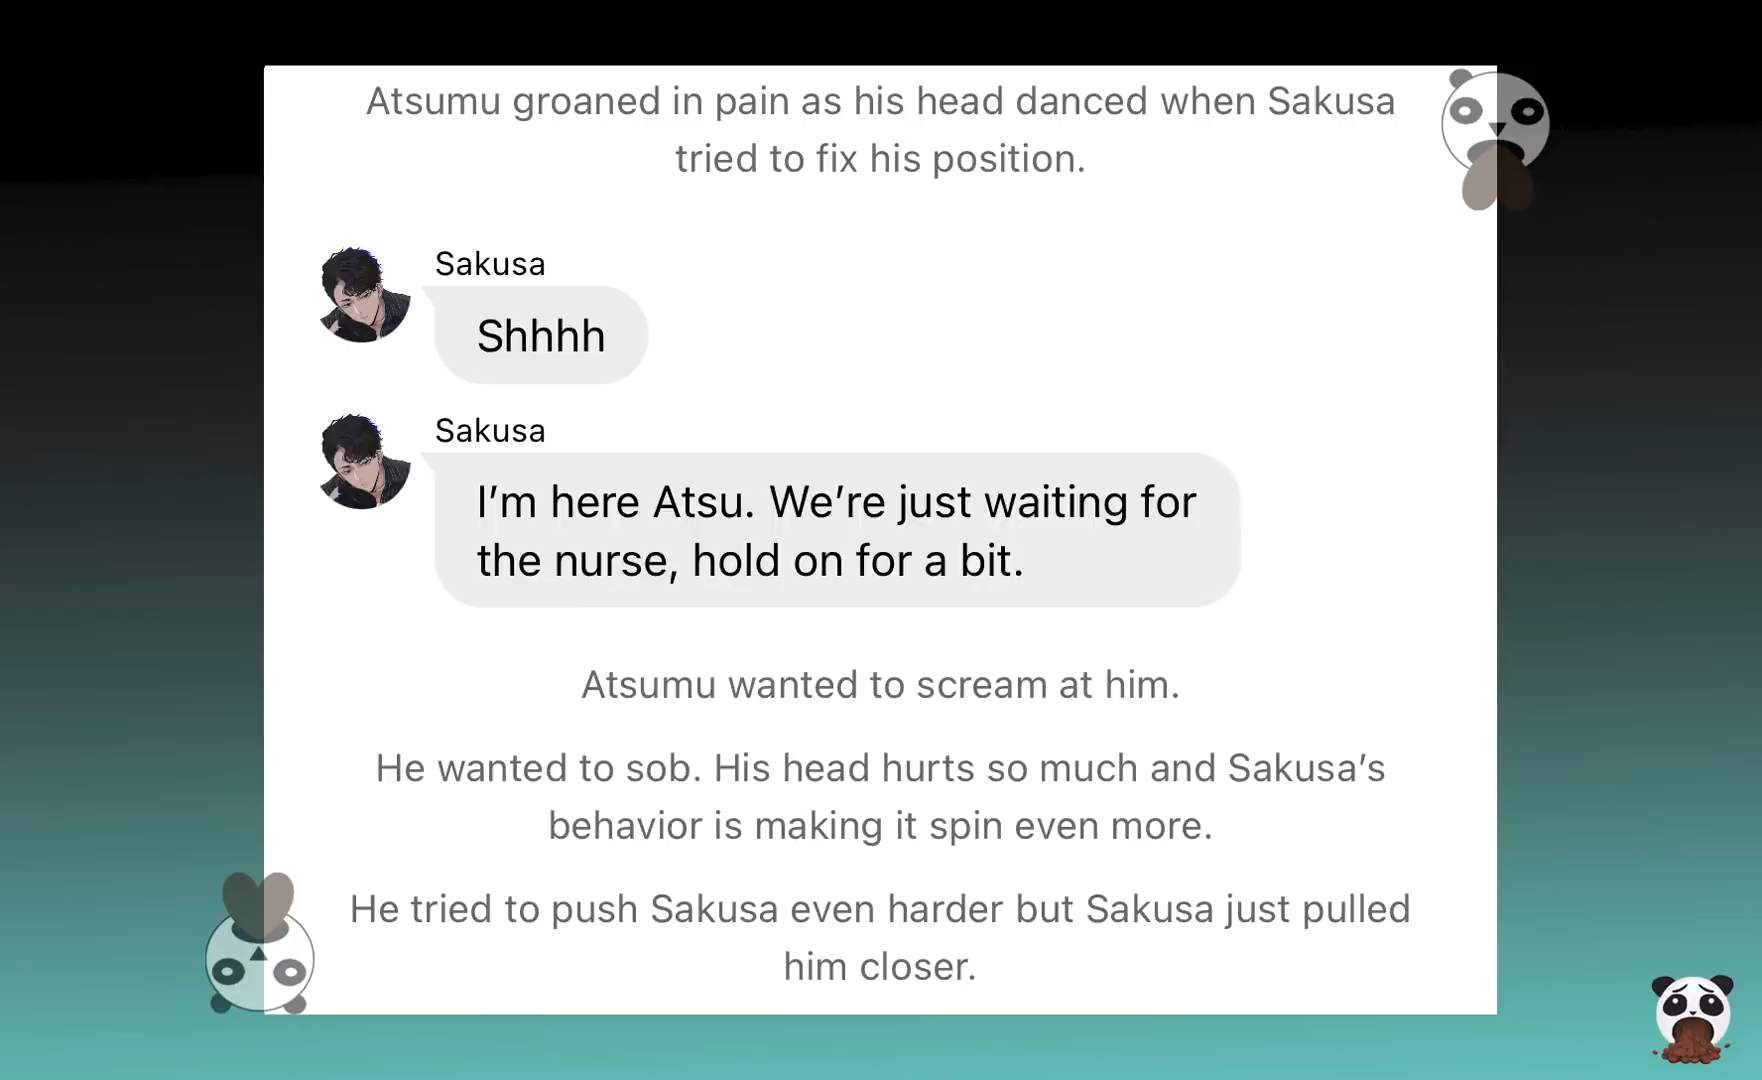 Atsumu groaned in pain as his head danced when Sakusa
tried to fix his position.
Sakusa
Shhhh
Sakusa
I’m here Atsu. We’re just waiting for
the nurse, hold on for a bit.
Atsumu wanted to scream at him.
He wanted to sob. His head hurts so much and Sakusa’s
behavior is making it spin even more.
He tried to push Sakusa even harder but Sakusa just pulled
him closer.